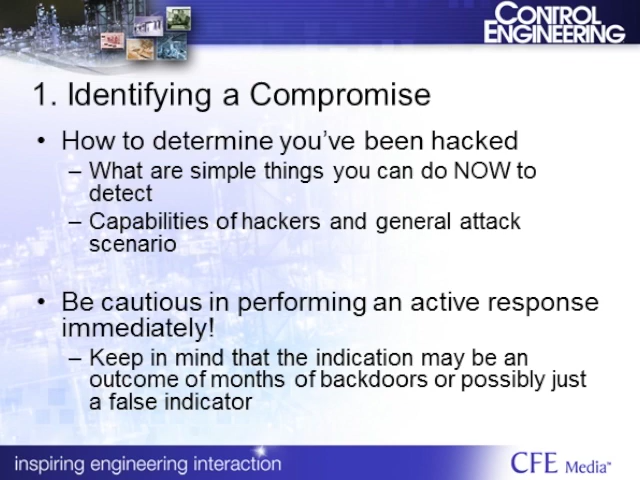 CONTROL
ENGINEERING
1. Identifying a Compromise
• How to determine you’ve been hacked
– What are simple things you can do NOW to
detect
– Capabilities of hackers and general attack
scenario
• Be cautious in performing an active response
immediately!
– Keep in mind that the indication may be an
outcome of months of backdoors or possibly just
a false indicator
inspiring engineering interaction
CFE Media™